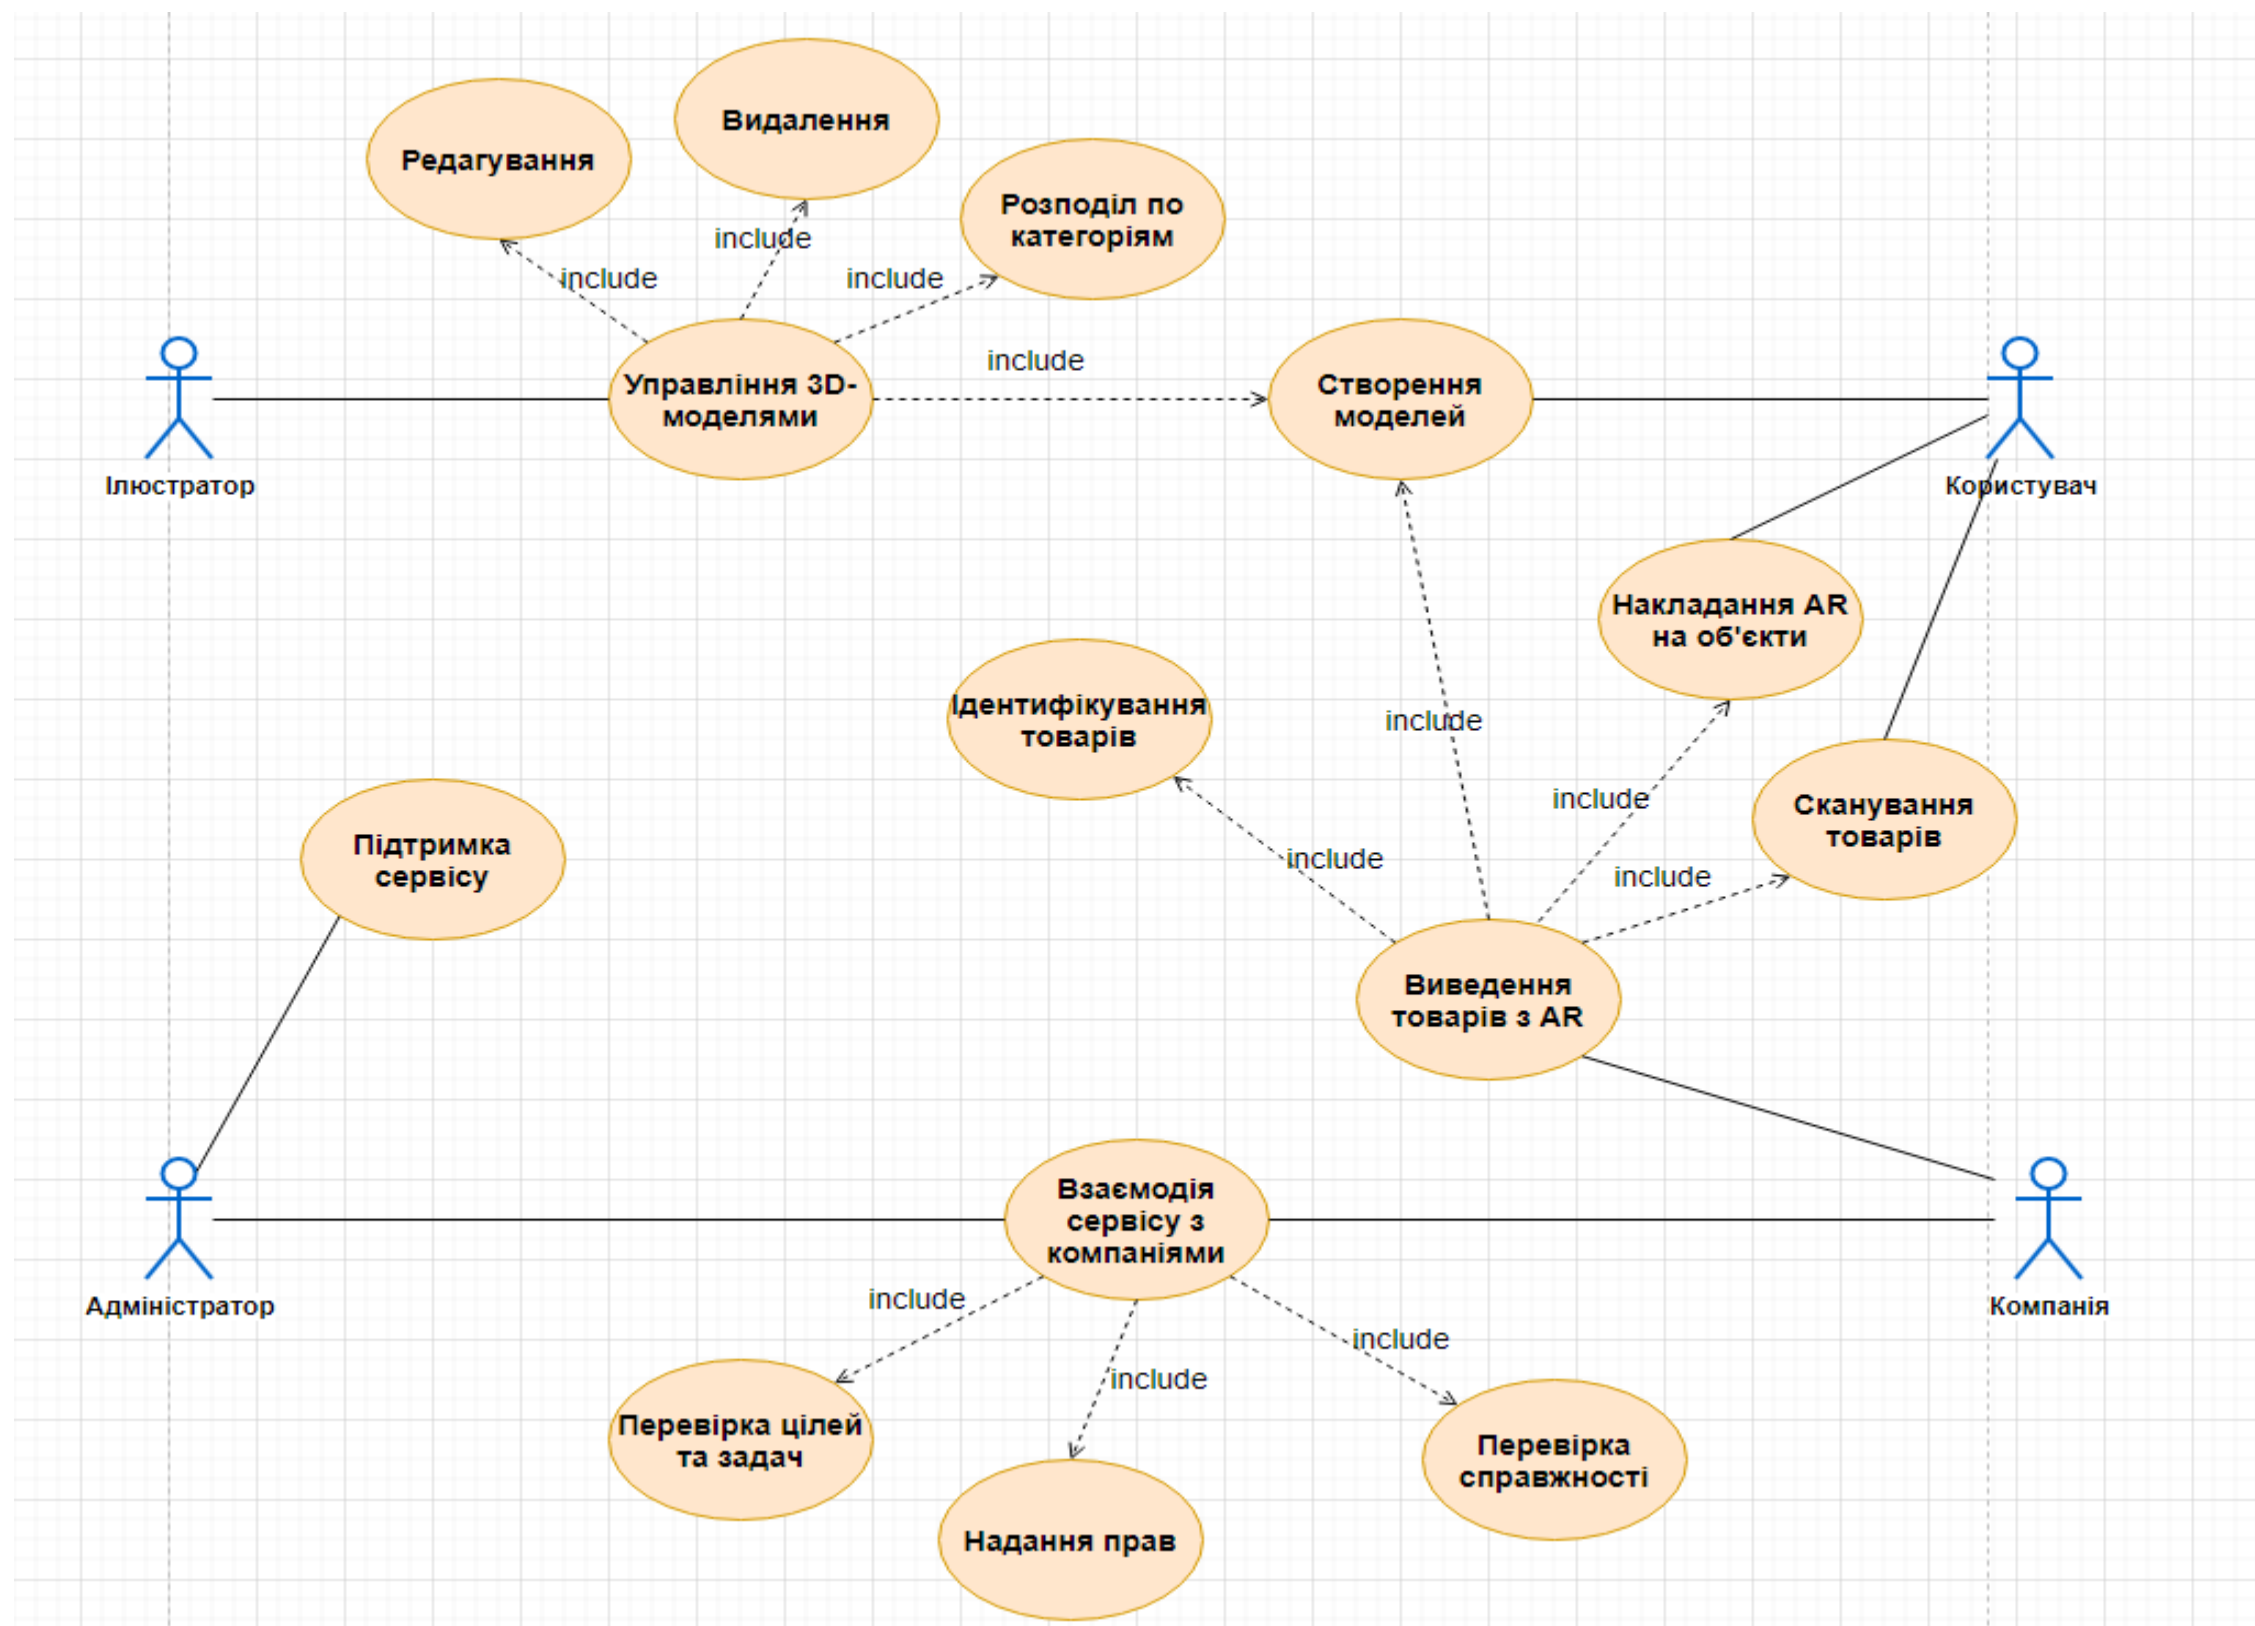 Видалення
Редагування
Розподіл по
категоріям
include
include
include
include
Управління 3D-
моделями
Створення
моделей
Ілюстратор
Користувач
Накладання AR
на об'єкти
Ідентифікування
товарів
include
include
Сканування
товарів
Підтримка
сервісу
include
include
Виведення
товарів з AR
Взаємодія
сервісу з
компаніями
Адміністратор
Компанія
include
include
include
Перевірка цілей
та задач
Перевірка
справжності
Надання прав